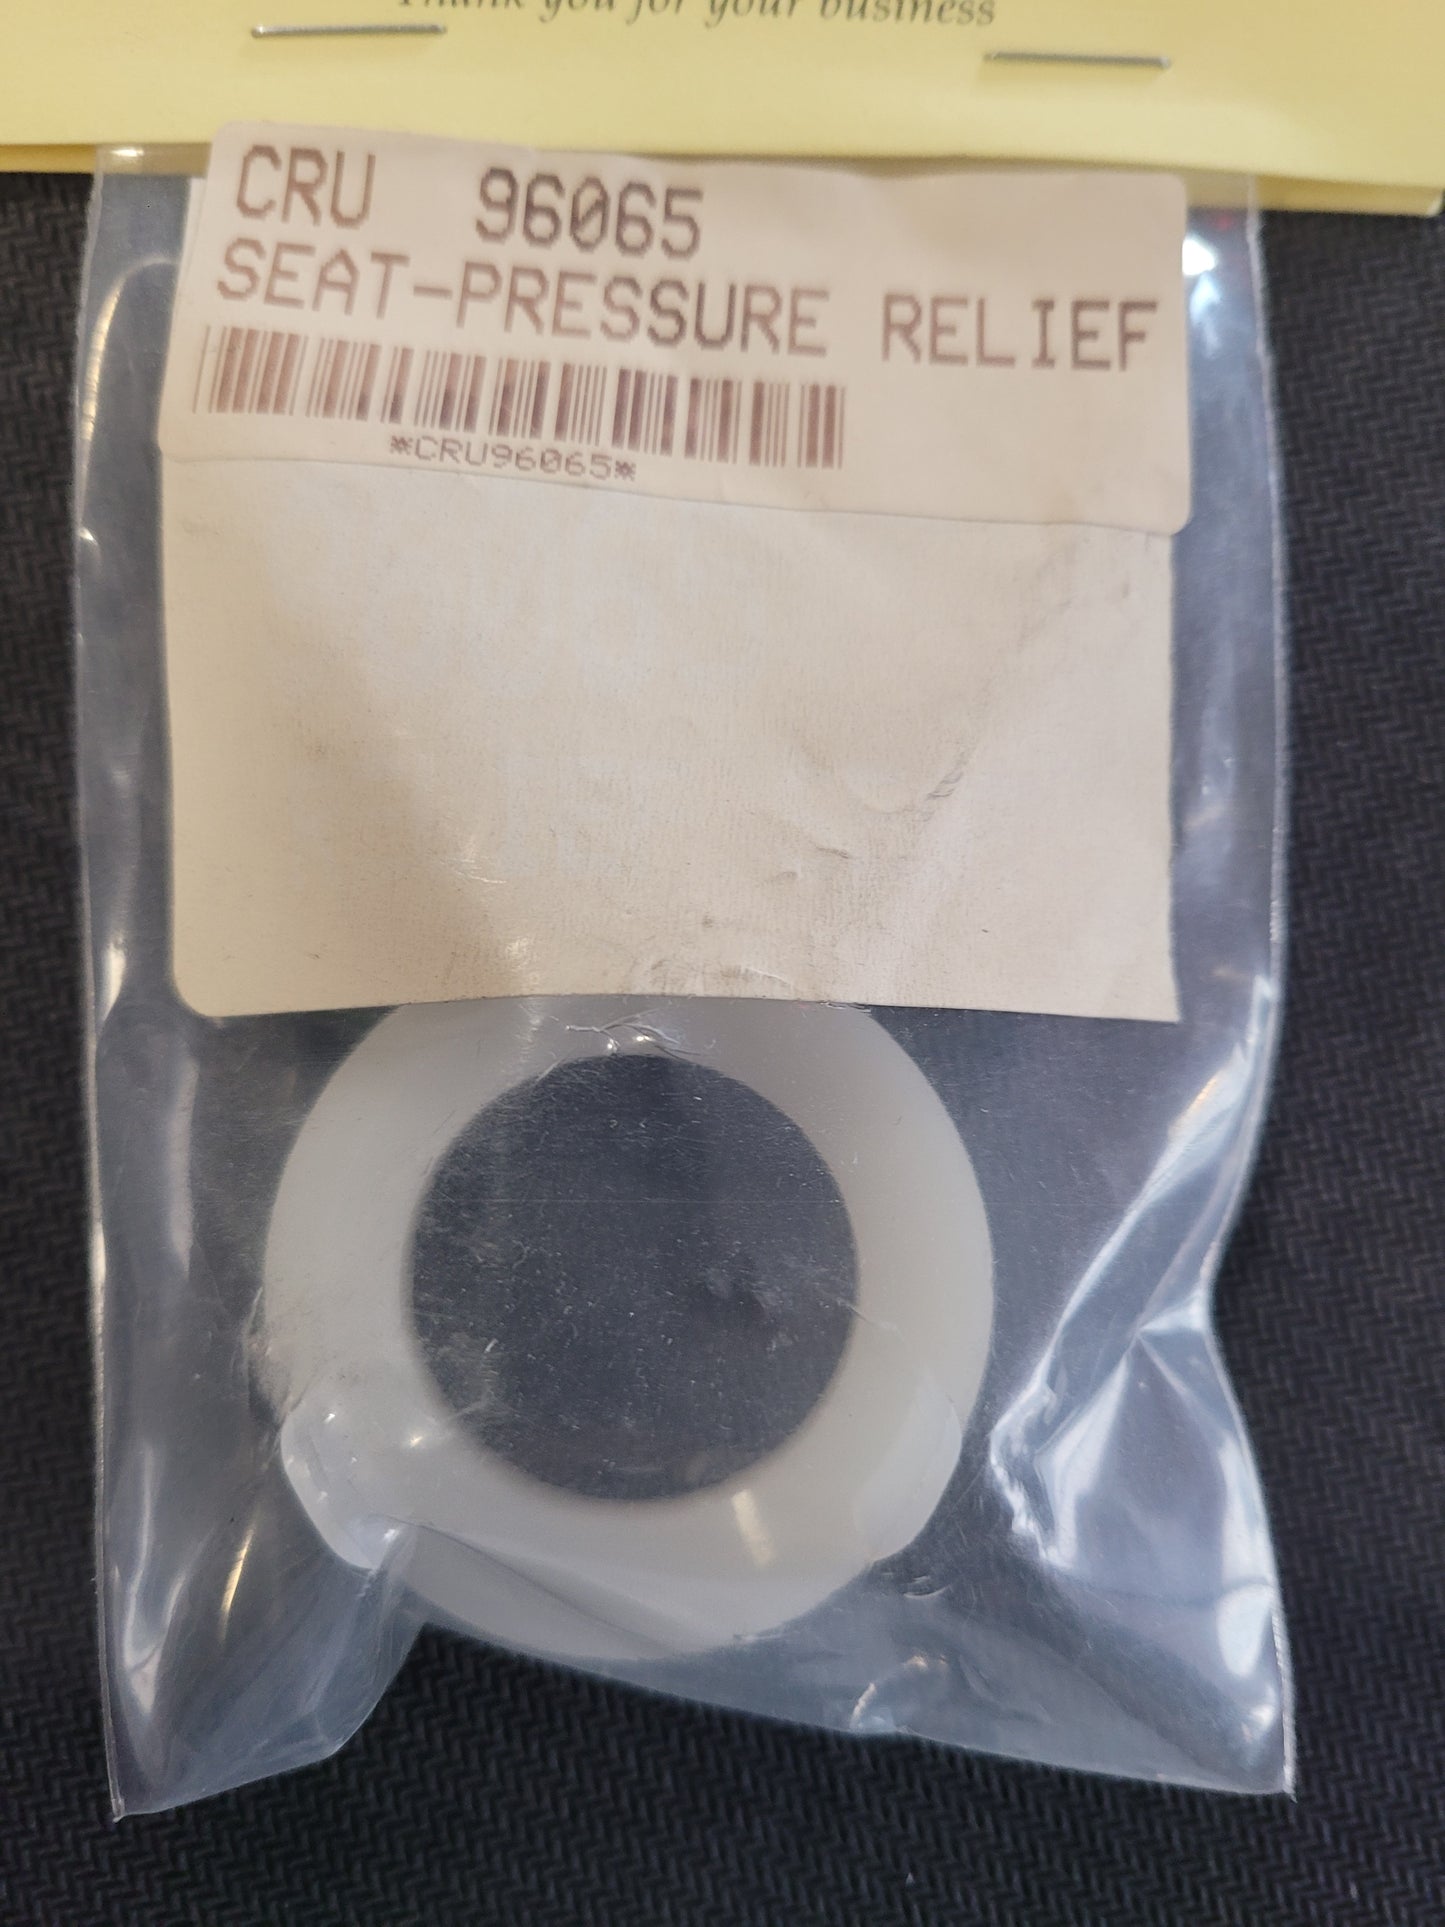 Thank you for your business
CRU 96065
SEAT-PRESSURE RELIEF
*CRU96065*